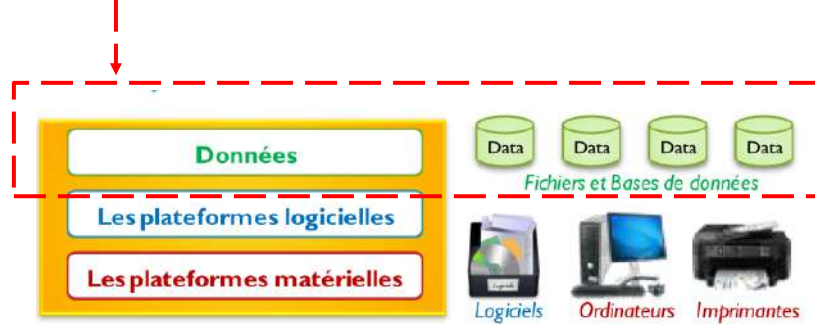 Données
Data Data Data Data
Fichiers et Bases de données
Les plateformes logicielles
Les plateformes matérielles
Logiciels Ordinateurs Imprimantes